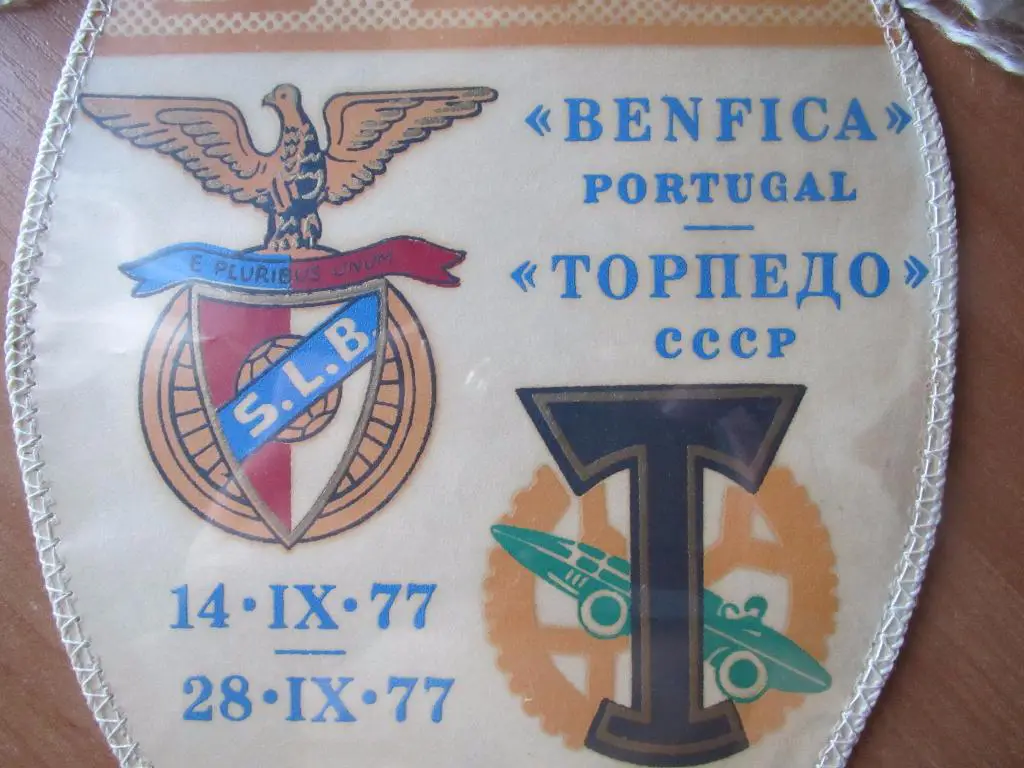 «BENFICA»
PORTUGAL
—
«ТОРПЕДО»
СССР
E PLURIBUS UNUM
S.L.B.
T
14·IX·77
—
28·IX·77